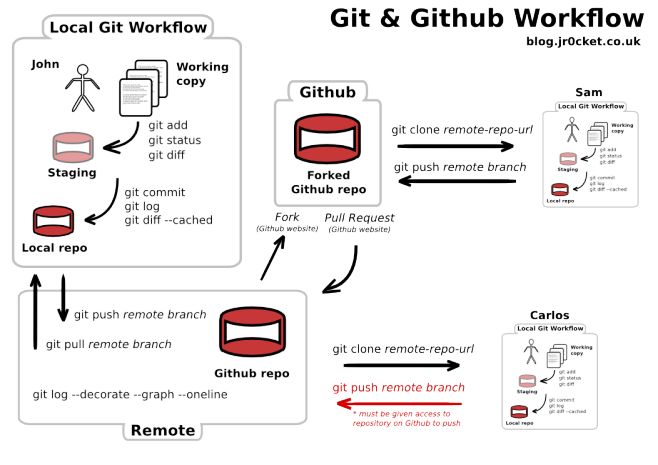 Git & Github Workflow
blog.jr0cket.co.uk
Local Git Workflow
John
Working
copy
git add
git status
git diff
Staging
git commit
git log
git diff --cached
Local repo
Github
Forked
Github repo
git clone remote-repo-url
git push remote branch
Sam
Local Git Workflow
Working
copy
git add
git status
git diff
Staging
git commit
git log
git diff --cached
Local repo
Fork
(Github website)
Pull Request
(Github website)
git push remote branch
git pull remote branch
Github repo
git log --decorate --graph --oneline
Remote
git clone remote-repo-url
git push remote branch
* must be given access to
repository on Github to push
Carlos
Local Git Workflow
Working
copy
git add
git status
git diff
Staging
git commit
git log
git diff --cached
Local repo